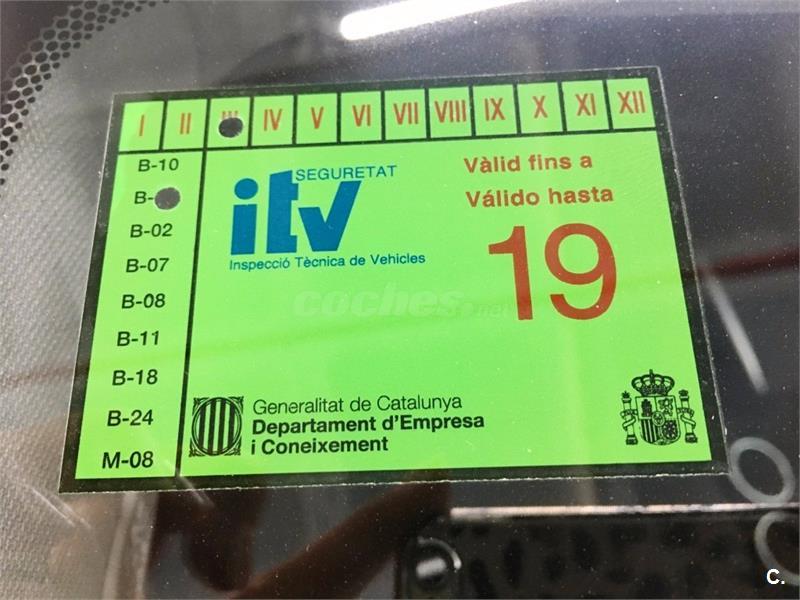 I II III IV V VI VII VIII IX X XI XII
B-10
B-
B-02
B-07
B-08
B-11
B-18
B-24
M-08
SEGURETAT
itv
Inspecció Tècnica de Vehicles
Vàlid fins a
Válido hasta
19
coches.net
Generalitat de Catalunya
Departament d'Empresa
i Coneixement
C.